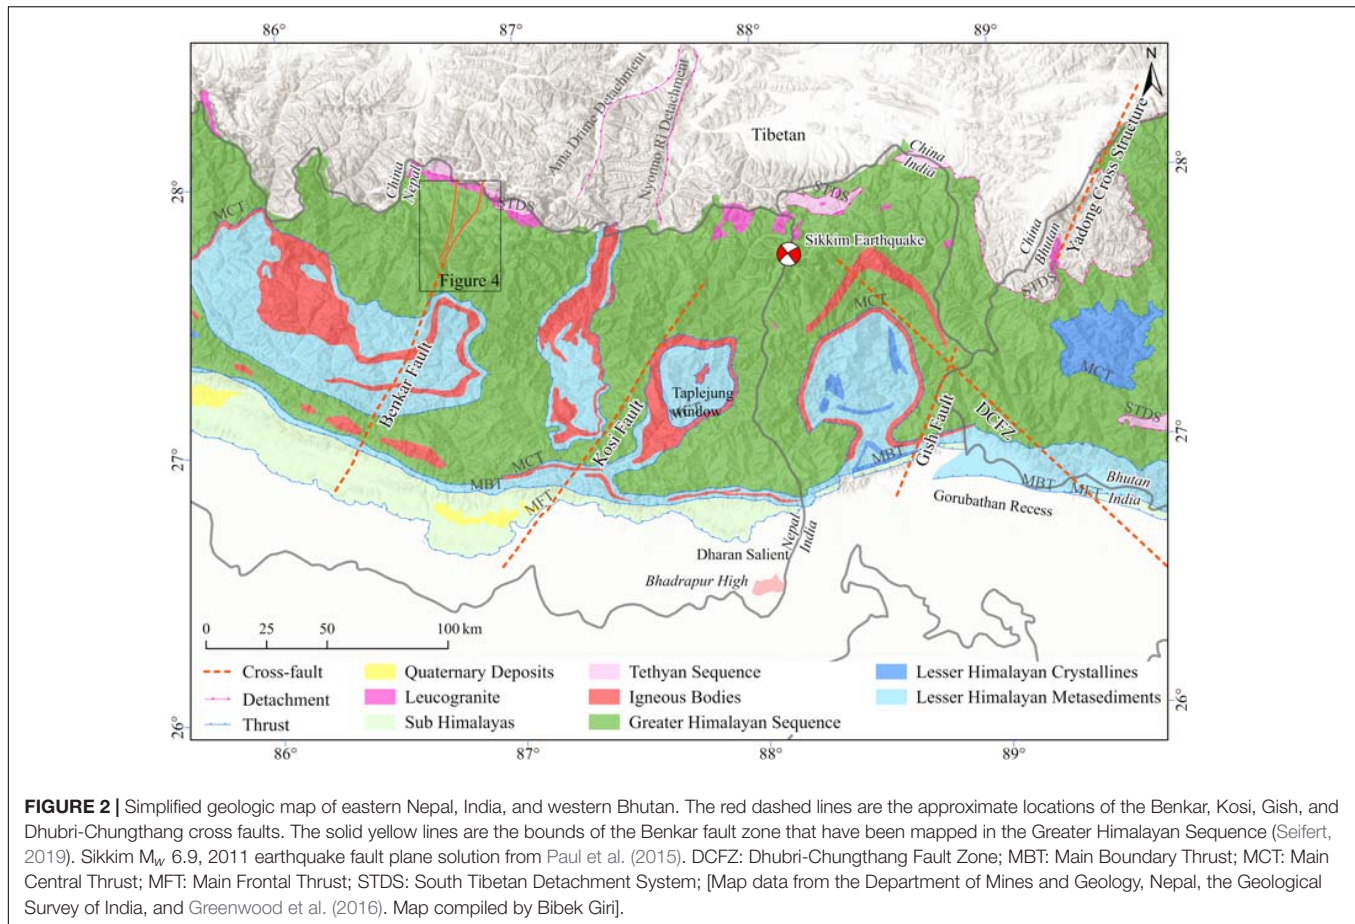 86°
87°
88°
89°
N
Ama Drime Detachment
Nyonno Ri Detachment
Tibetan
Yadong Cross Structure
China
India
28°
China
Nepal
28°
STDS
STDS
MCT
Sikkim Earthquake
China
Bhutan
Figure 4
STDS
MCT
MCT
Benkar Fault
Kosi Fault
Taplejung
window
MCT
Gish Fault
DCFZ
STDS
27°
27°
MCT
MBT
MBT
MFT
MBT
MFT
Bhutan
India
Gorubathan Recess
Nepal
India
Dharan Salient
Bhadrapur High
0 25 50 100 km
Cross-fault
Detachment
Thrust
Quaternary Deposits
Leucogranite
Sub Himalayas
Tethyan Sequence
Igneous Bodies
Greater Himalayan Sequence
Lesser Himalayan Crystallines
Lesser Himalayan Metasediments
26°
26°
86°
87°
88°
89°
FIGURE 2 | Simplified geologic map of eastern Nepal, India, and western Bhutan. The red dashed lines are the approximate locations of the Benkar, Kosi, Gish, and
Dhubri-Chungthang cross faults. The solid yellow lines are the bounds of the Benkar fault zone that have been mapped in the Greater Himalayan Sequence (Seifert,
2019). Sikkim Mw 6.9, 2011 earthquake fault plane solution from Paul et al. (2015). DCFZ: Dhubri-Chungthang Fault Zone; MBT: Main Boundary Thrust; MCT: Main
Central Thrust; MFT: Main Frontal Thrust; STDS: South Tibetan Detachment System; [Map data from the Department of Mines and Geology, Nepal, the Geological
Survey of India, and Greenwood et al. (2016). Map compiled by Bibek Giri].